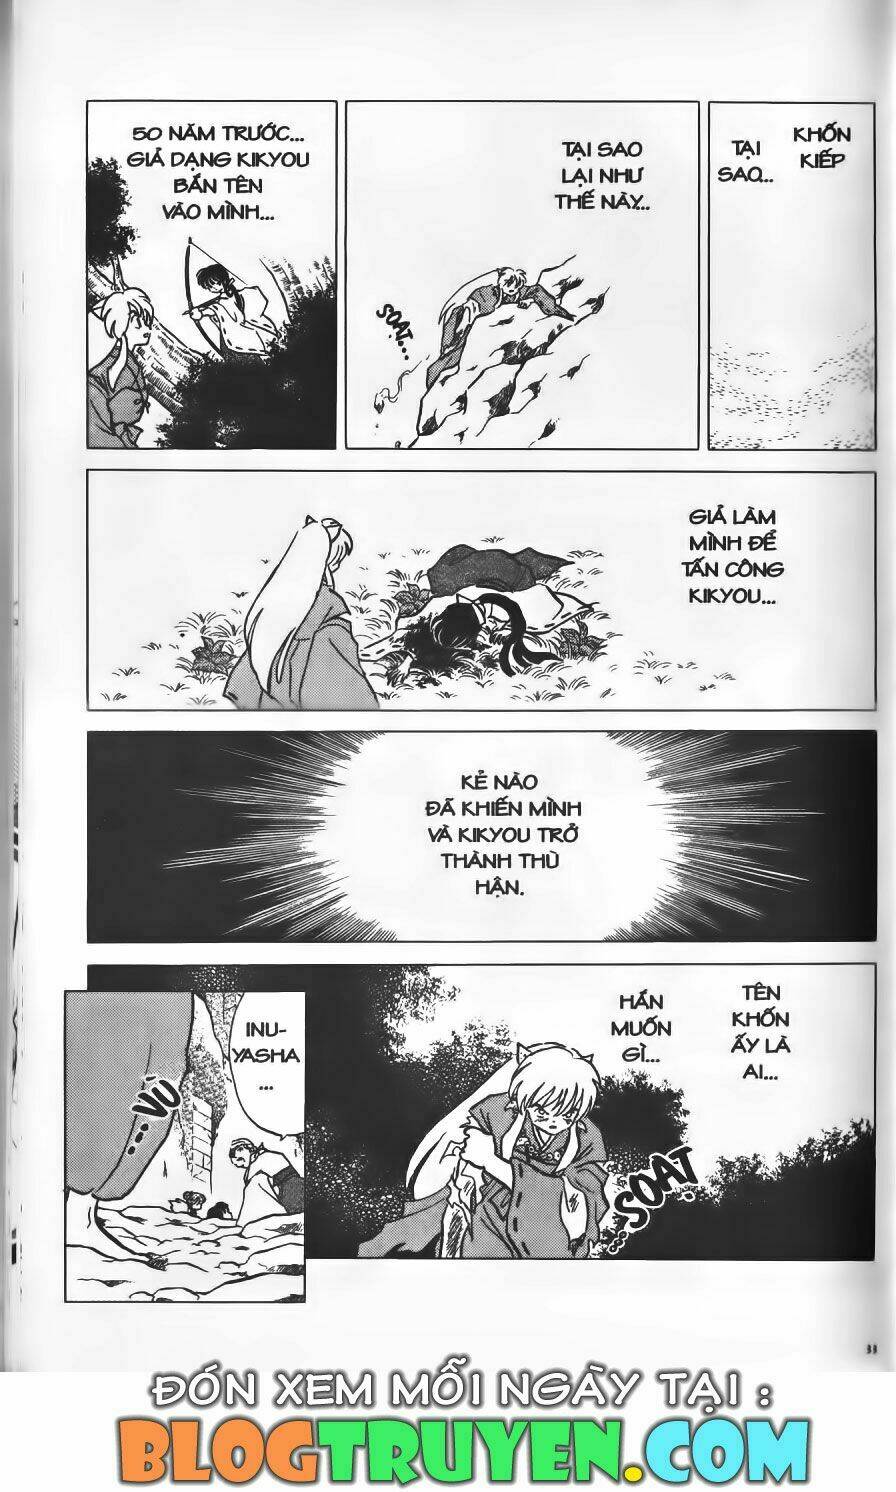 KHỐN
KIẾP
TẠI
SAO...
TẠI SAO
LẠI NHƯ
THẾ NÀY...
SOẠT...
50 NĂM TRƯỚC...
GIẢ DẠNG KIKYOU
BẮN TÊN
VÀO MÌNH...
GIẢ LÀM
MÌNH ĐỂ
TẤN CÔNG
KIKYOU...
KẺ NÀO
ĐÃ KHIẾN MÌNH
VÀ KIKYOU TRỞ
THÀNH THÙ
HẬN.
TÊN
KHỐN
ẤY LÀ
AI...
HẮN
MUỐN
GÌ...
...SOẠT
INU-
YASHA
...
...VÙ
33
ĐÓN XEM MỖI NGÀY TẠI :
BLOGTRUYEN.COM